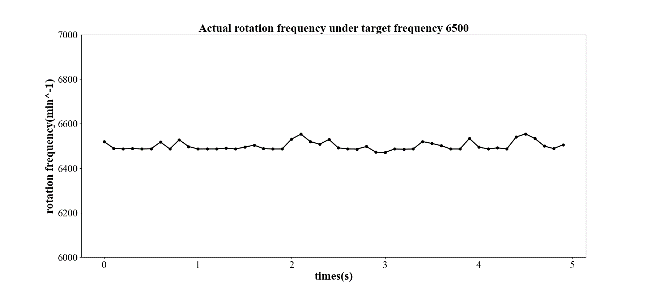 Actual rotation frequency under target frequency 6500
7000
6800
6600
6400
6200
6000
rotation frequency(min^-1)
0 1 2 3 4 5
times(s)